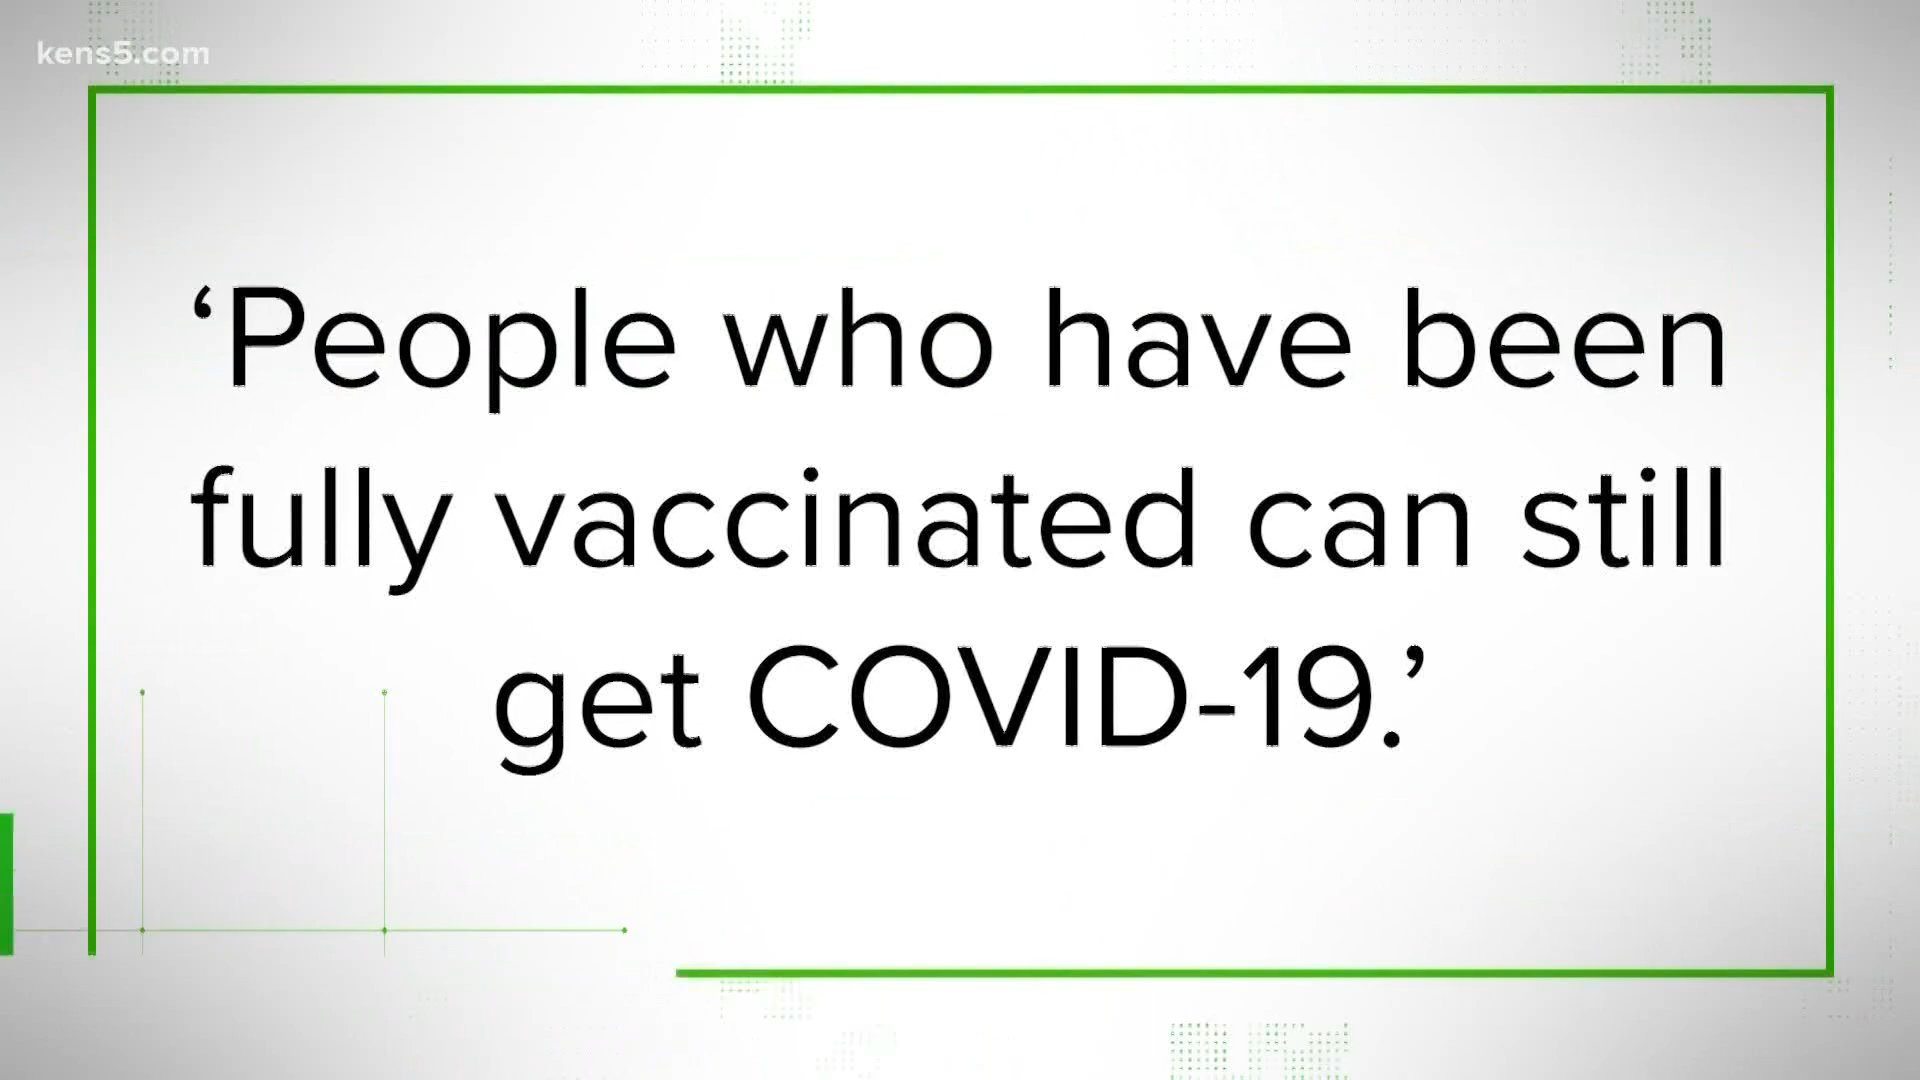 kens5.com
‘People who have been
fully vaccinated can still
get COVID-19.’